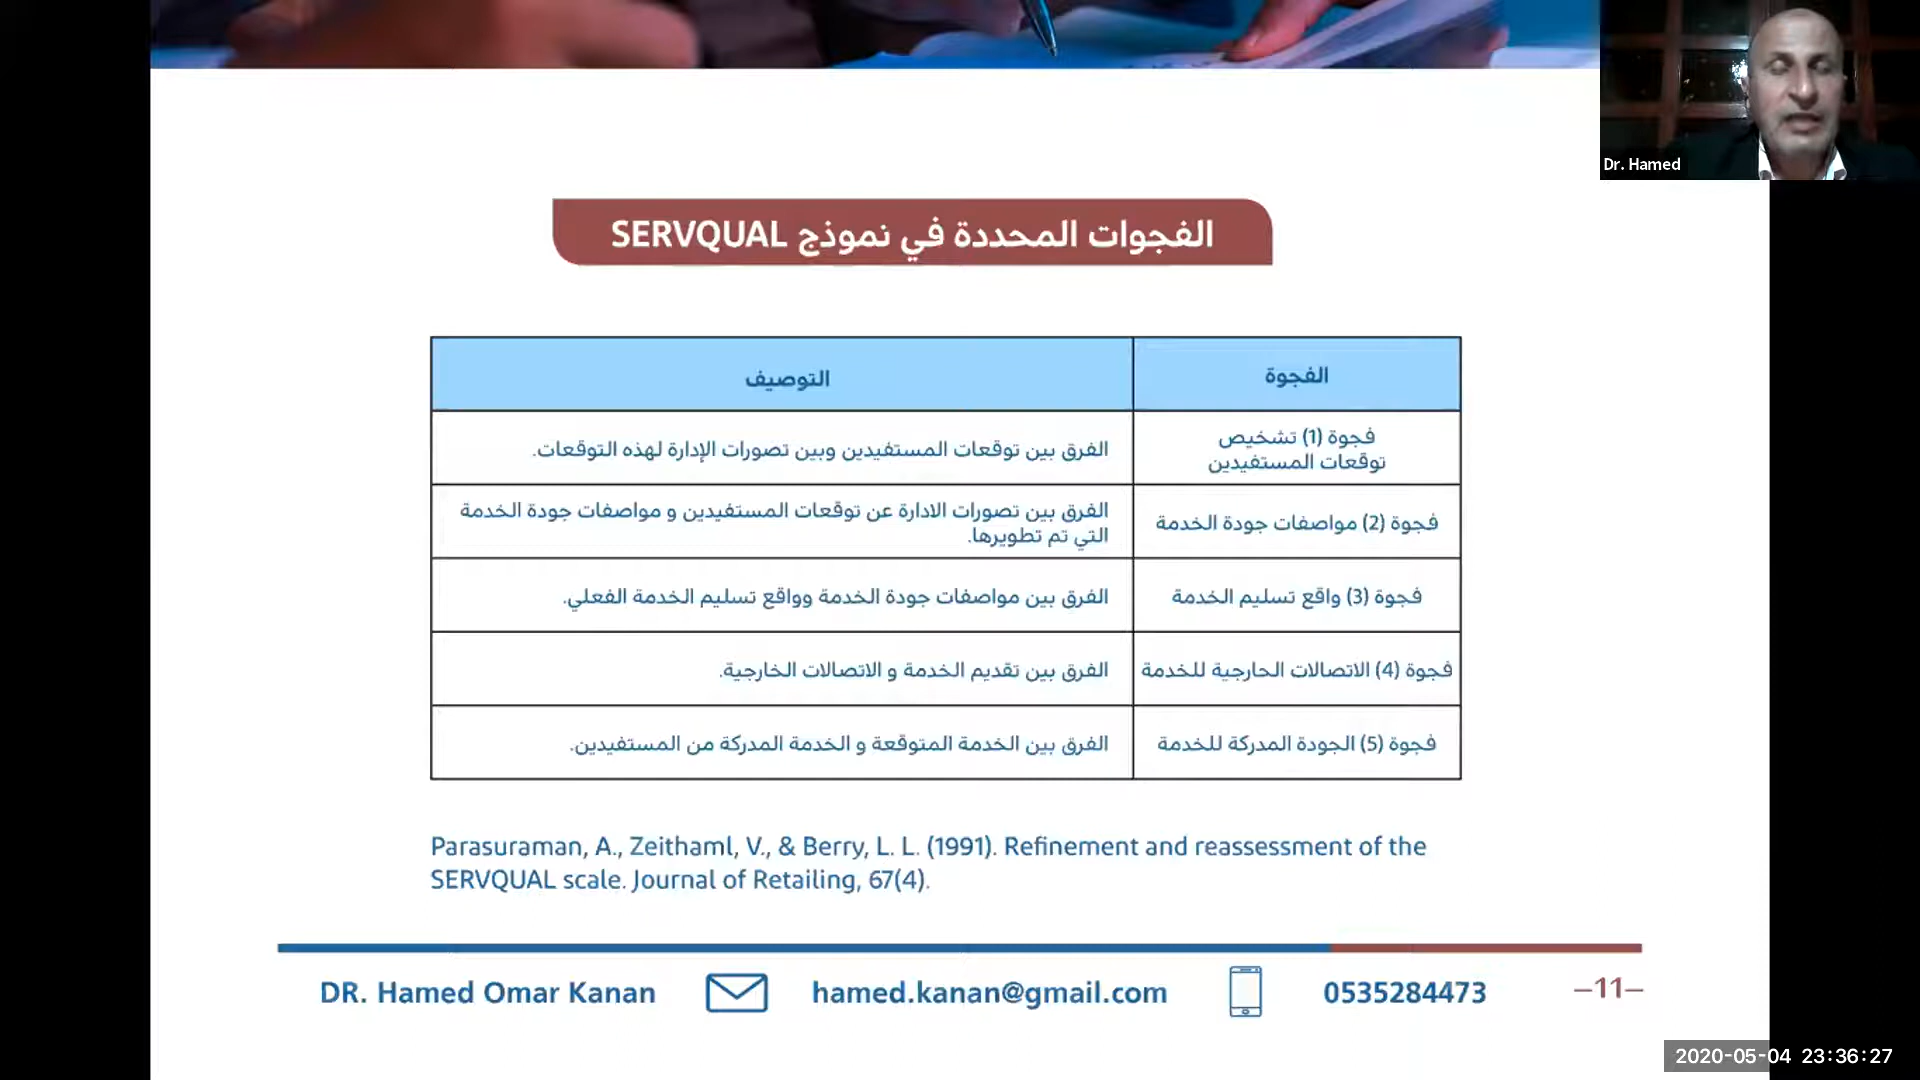 Dr. Hamed
الفجوات المحددة في نموذج SERVQUAL
الفجوة
التوصيف
فجوة (1) تشخيص
توقعات المستفيدين
الفرق بين توقعات المستفيدين وبين تصورات الإدارة لهذه التوقعات.
فجوة (2) مواصفات جودة الخدمة
الفرق بين تصورات الادارة عن توقعات المستفيدين و مواصفات جودة الخدمة
التي تم تطويرها.
فجوة (3) واقع تسليم الخدمة
الفرق بين مواصفات جودة الخدمة وواقع تسليم الخدمة الفعلي.
فجوة (4) الاتصالات الحارجية للخدمة
الفرق بين تقديم الخدمة و الاتصالات الخارجية.
فجوة (5) الجودة المدركة للخدمة
الفرق بين الخدمة المتوقعة و الخدمة المدركة من المستفيدين.
Parasuraman, A., Zeithaml, V., & Berry, L. L. (1991). Refinement and reassessment of the
SERVQUAL scale. Journal of Retailing, 67(4).
DR. Hamed Omar Kanan
hamed.kanan@gmail.com
0535284473
–11–
2020-05-04 23:36:27